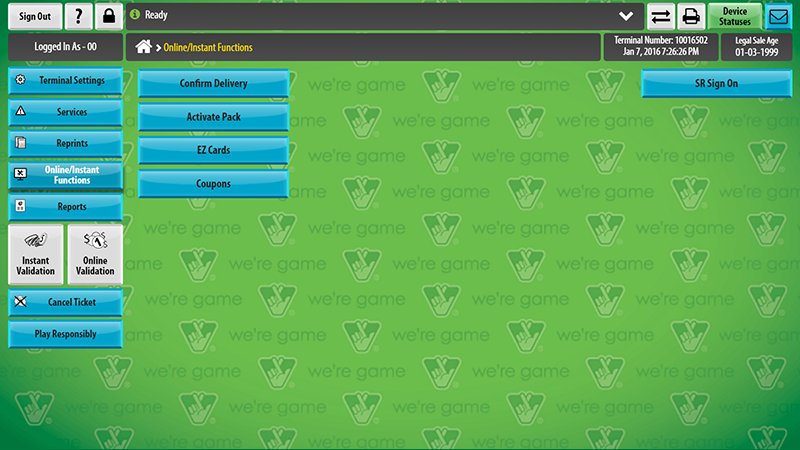 Sign Out
?
Ready
Device
Statuses
Logged In As - 00
> Online/Instant Functions
Terminal Number: 10016502
Jan 7, 2016 7:26:26 PM
Legal Sale Age
01-03-1999
Terminal Settings
Services
Reprints
Online/Instant
Functions
Reports
Instant
Validation
Online
Validation
Cancel Ticket
Play Responsibly
Confirm Delivery
Activate Pack
EZ Cards
Coupons
SR Sign On
we're game